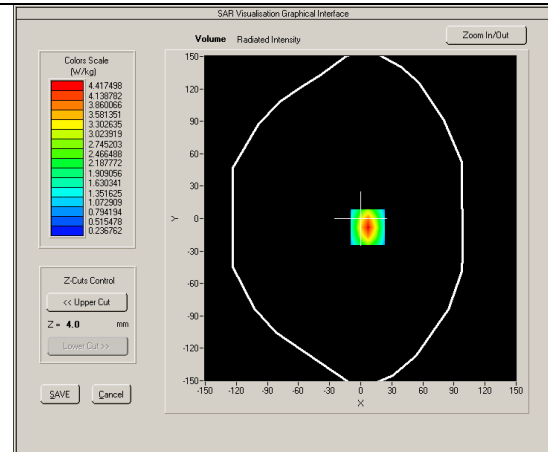 SAR Visualisation Graphical Interface
Volume Radiated Intensity
Zoom In/Out
Colors Scale
(W/kg)
4.417498
4.138782
3.860066
3.581351
3.302635
3.023919
2.745203
2.466488
2.187772
1.909056
1.630341
1.351625
1.072909
0.794194
0.515478
0.236762
Z-Cuts Control
<< Upper Cut
Z = 4.0 mm
Lower Cut >>
SAVE Cancel
150
120
90
60
30
0
-30
-60
-90
-120
-150
Y
-150 -120 -90 -60 -30 0 30 60 90 120 150
X